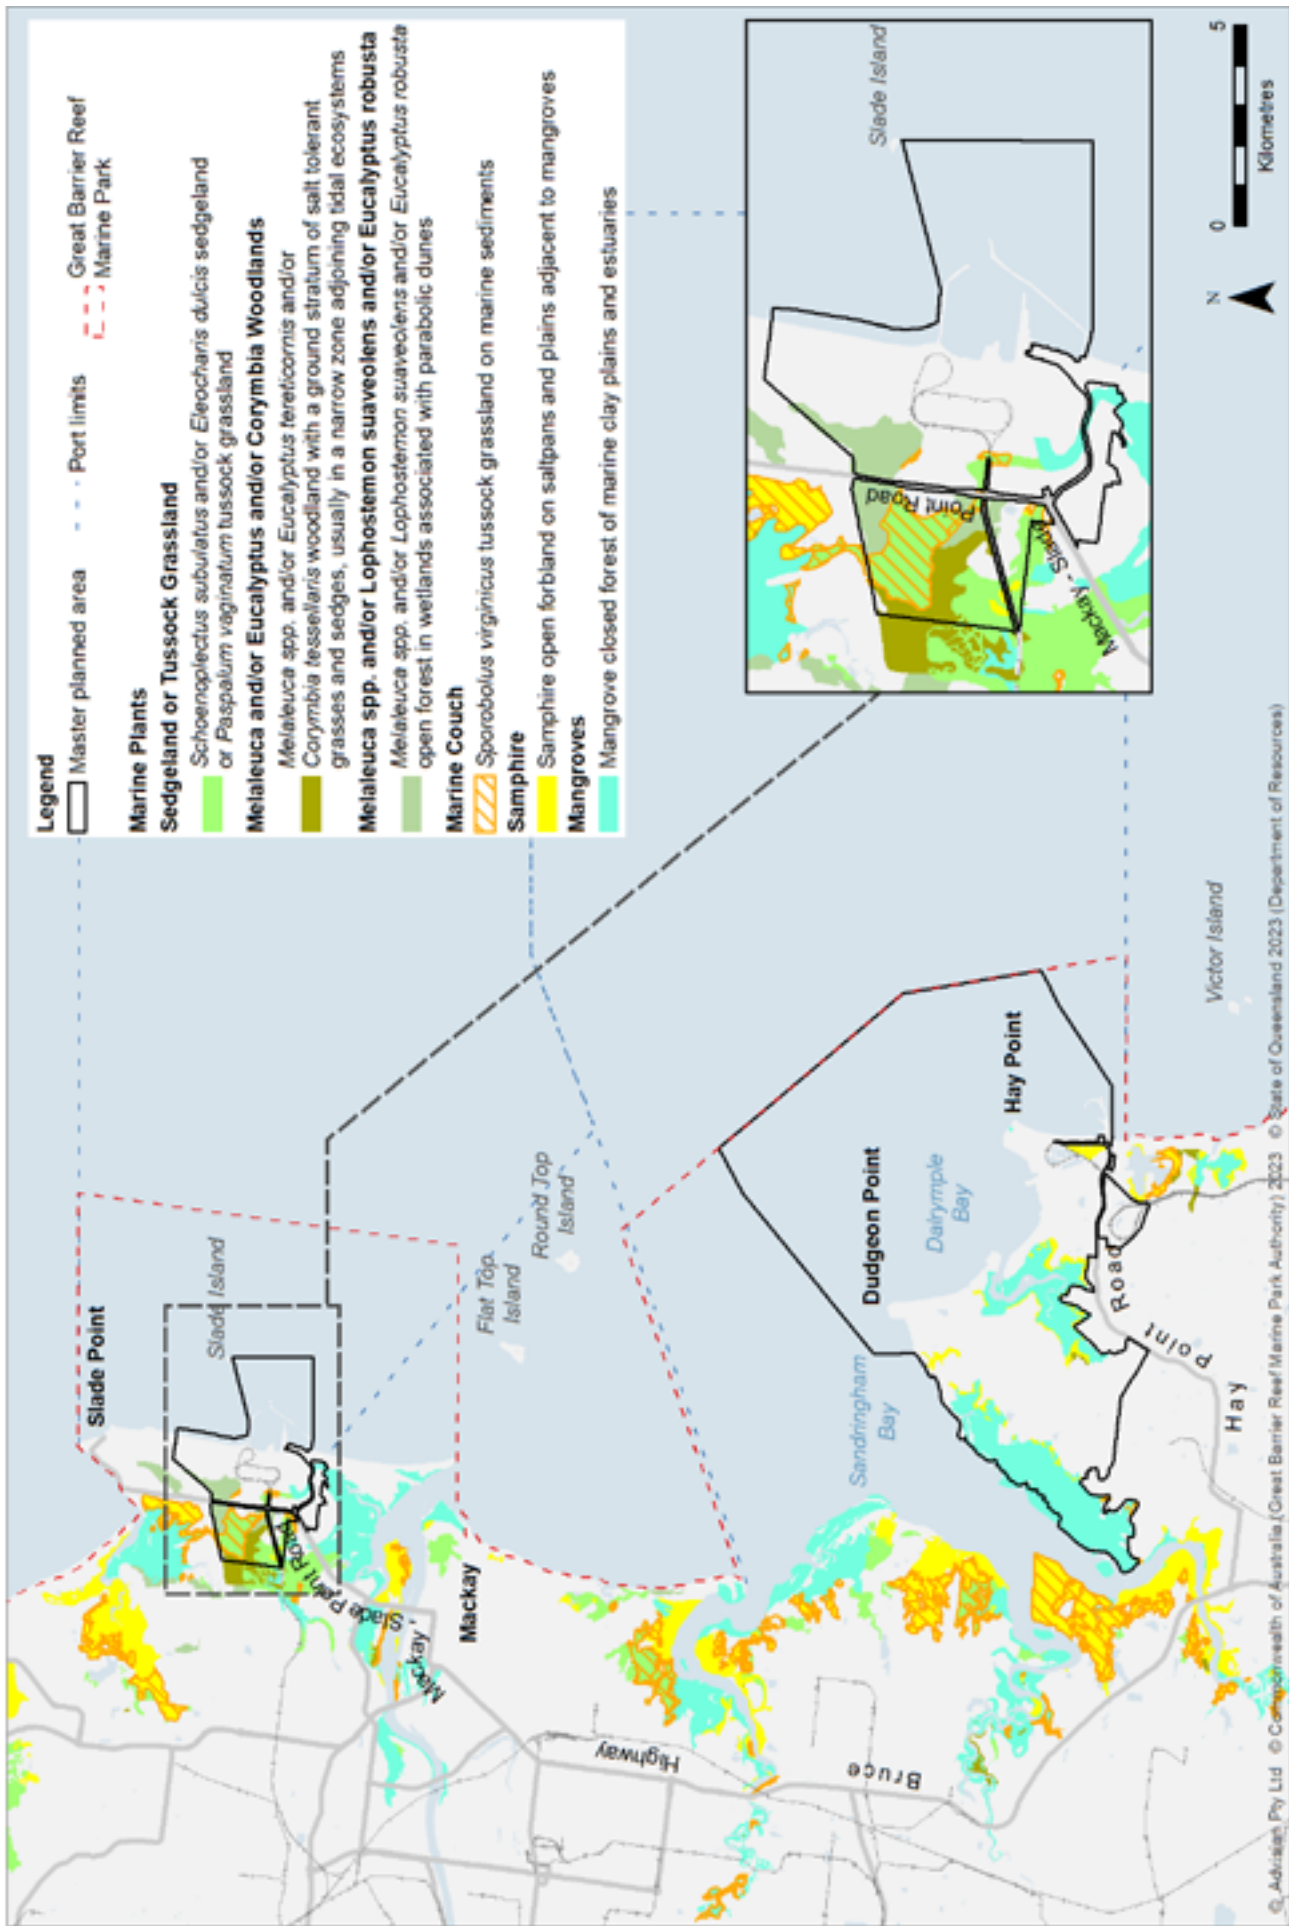 Legend
Master planned area
Port limits
Great Barrier Reef
Marine Park
Marine Plants
Sedgeland or Tussock Grassland
Schoenoplectus subulatus and/or Eleocharis dulcis sedgeland
or Paspalum vaginatum tussock grassland
Melaleuca and/or Eucalyptus and/or Corymbia Woodlands
Melaleuca spp. and/or Eucalyptus tereticornis and/or
Corymbia tessellaris woodland with a ground stratum of salt tolerant
grasses and sedges, usually in a narrow zone adjoining tidal ecosystems
Melaleuca spp. and/or Lophostemon suaveolens and/or Eucalyptus robusta
Melaleuca spp. and/or Lophostemon suaveolens and/or Eucalyptus robusta
open forest in wetlands associated with parabolic dunes
Marine Couch
Sporobolus virginicus tussock grassland on marine sediments
Samphire
Samphire open forbland on saltpans and plains adjacent to mangroves
Mangroves
Mangrove closed forest of marine clay plains and estuaries
Slade Point
Slade Island
Mackay - Slade Point Road
Flat Top
Island
Round Top
Island
Mackay
Bruce Highway
Sandringham
Bay
Dudgeon Point
Dalrymple
Bay
Hay Point
Hay Point Road
Victor Island
Slade Island
Mackay - Slade Point Road
N
0 5
Kilometres
© Advisian Pty Ltd © Commonwealth of Australia (Great Barrier Reef Marine Park Authority) 2023 © State of Queensland 2023 (Department of Resources)